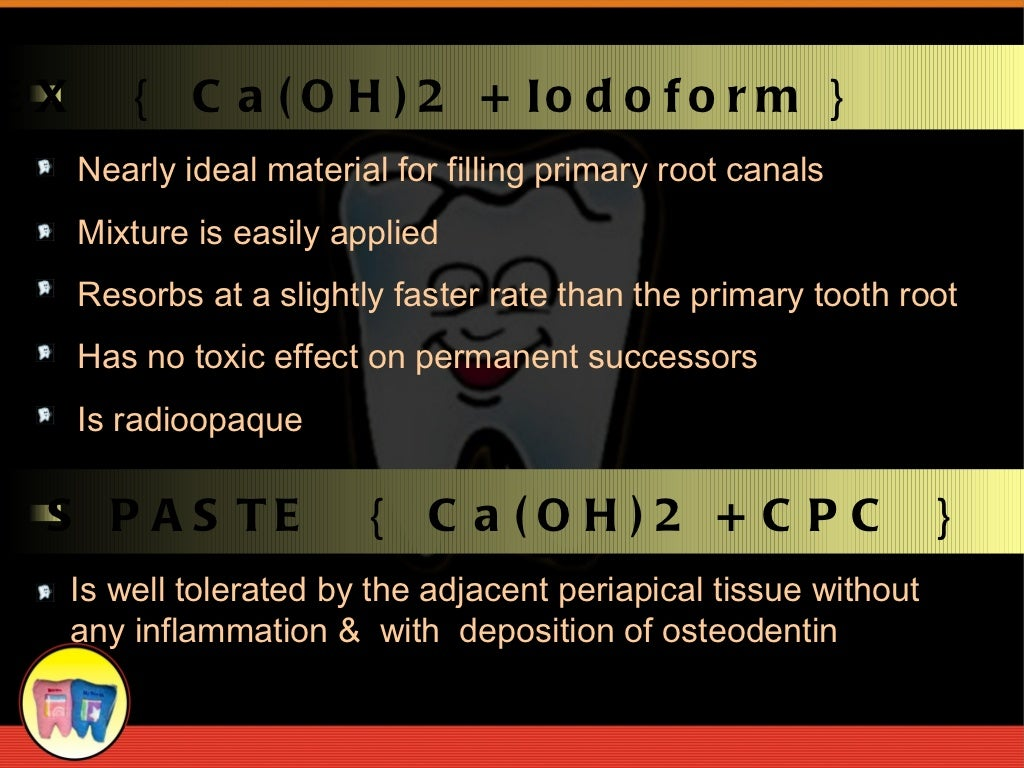 X { Ca(OH)2 + Iodoform }
Nearly ideal material for filling primary root canals
Mixture is easily applied
Resorbs at a slightly faster rate than the primary tooth root
Has no toxic effect on permanent successors
Is radioopaque
S PASTE { Ca(OH)2 + CPC }
Is well tolerated by the adjacent periapical tissue without
any inflammation & with deposition of osteodentin